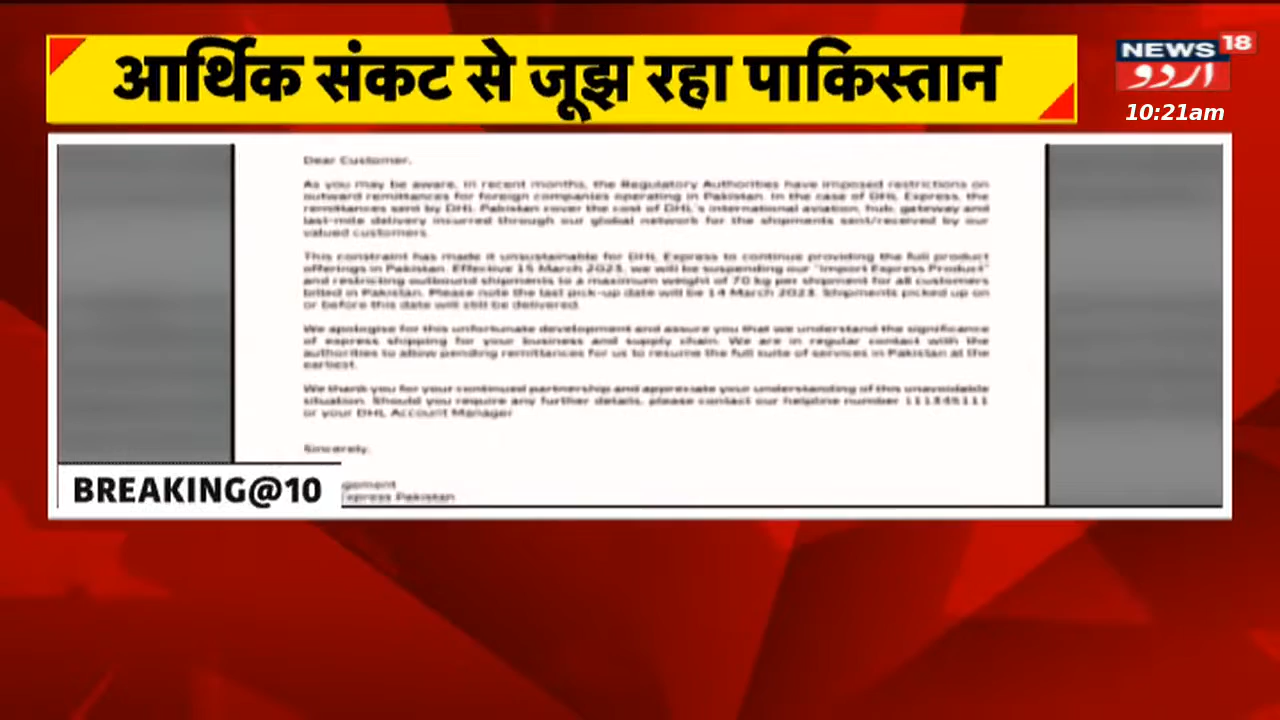 आर्थिक संकट से जूझ रहा पाकिस्तान
NEWS 18
اردو
10:21am
Dear Customer,
As you may be aware, in recent months, the Regulatory Authorities have imposed restrictions on
outward remittances for foreign companies operating in Pakistan. In the case of DHL Express, the
remittances sent by DHL Pakistan cover the cost of DHL's international aviation, hub, gateway and
last-mile delivery incurred through our global network for the shipments sent/received by our
valued customers.
This constraint has made it unsustainable for DHL Express to continue providing the full product
offerings in Pakistan. Effective 15 March 2023, we will be suspending our "Import Express Product"
and restricting outbound shipments to a maximum weight of 70 kg per shipment for all customers
billed in Pakistan. Please note the last pick-up date will be 14 March 2023. Shipments picked up on
or before this date will still be delivered.
We apologise for this unfortunate development and assure you that we understand the significance
of express shipping for your business and supply chain. We are in regular contact with the
authorities to allow pending remittances for us to resume the full suite of services in Pakistan at the
earliest.
We thank you for your continued partnership and appreciate your understanding of this unavoidable
situation. Should you require any further details, please contact our helpline number
or your DHL Account Manager
Sincerely,
gement
xpress Pakistan
BREAKING@10